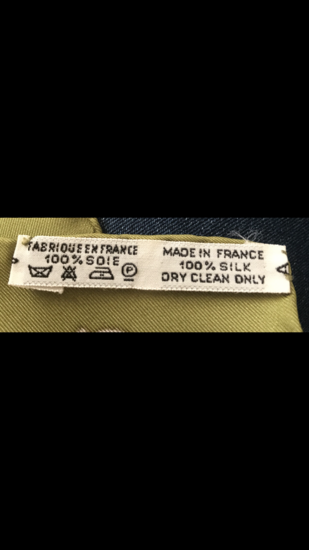 FABRIQUE EN FRANCE
100% SOIE
P
MADE IN FRANCE
100% SILK
DRY CLEAN ONLY
A